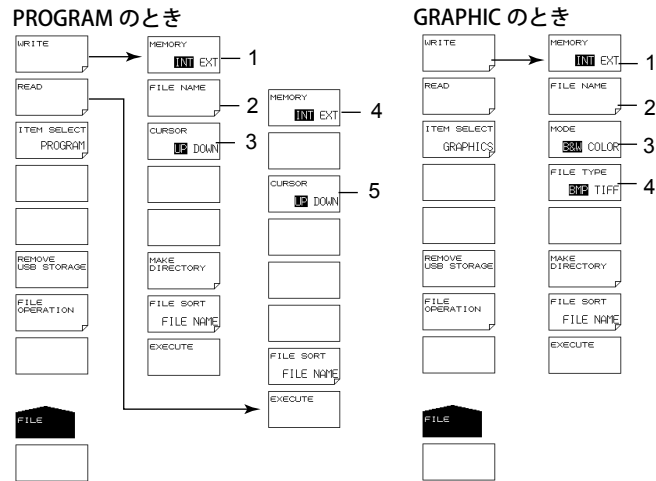 PROGRAM のとき
WRITE
READ
ITEM SELECT
PROGRAM
REMOVE
USB STORAGE
FILE
OPERATION
FILE
MEMORY
INT EXT
1
FILE NAME
2
CURSOR
UP DOWN
3
MAKE
DIRECTORY
FILE SORT
FILE NAME
EXECUTE
MEMORY
INT EXT
4
CURSOR
UP DOWN
5
FILE SORT
FILE NAME
EXECUTE
GRAPHIC のとき
WRITE
READ
ITEM SELECT
GRAPHICS
REMOVE
USB STORAGE
FILE
OPERATION
FILE
MEMORY
INT EXT
1
FILE NAME
2
MODE
B&W COLOR
3
FILE TYPE
BMP TIFF
4
MAKE
DIRECTORY
FILE SORT
FILE NAME
EXECUTE